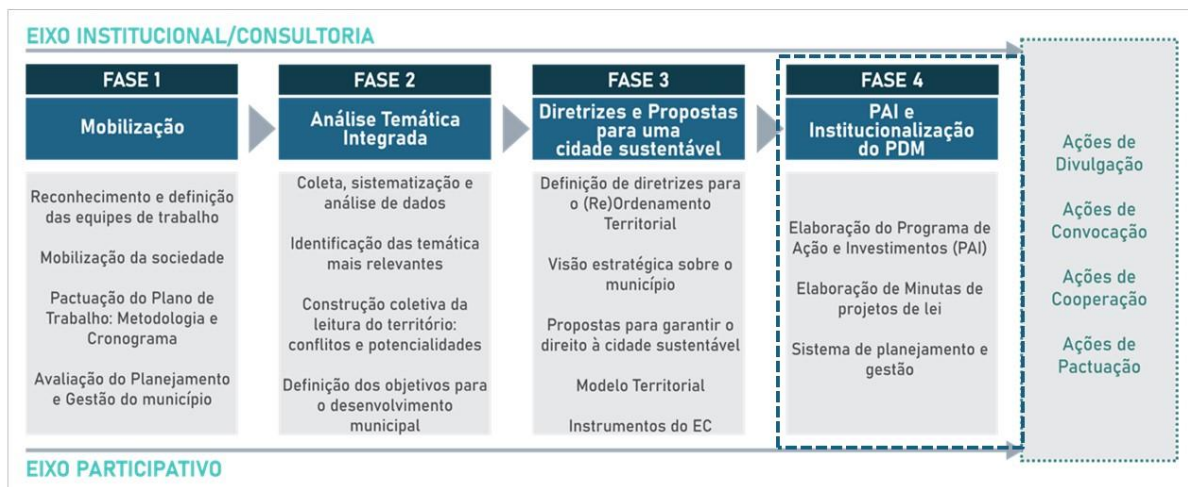 EIXO INSTITUCIONAL/CONSULTORIA
FASE 1
Mobilização
Reconhecimento e definição
das equipes de trabalho
Mobilização da sociedade
Pactuação do Plano de
Trabalho: Metodologia e
Cronograma
Avaliação do Planejamento
e Gestão do município
FASE 2
Análise Temática
Integrada
Coleta, sistematização e
análise de dados
Identificação das temática
mais relevantes
Construção coletiva da
leitura do território:
conflitos e potencialidades
Definição dos objetivos para
o desenvolvimento
municipal
FASE 3
Diretrizes e Propostas
para uma
cidade sustentável
Definição de diretrizes para
o (Re)Ordenamento
Territorial
Visão estratégica sobre o
município
Propostas para garantir o
direito à cidade sustentável
Modelo Territorial
Instrumentos do EC
FASE 4
PAI e
Institucionalização
do PDM
Elaboração do Programa de
Ação e Investimentos (PAI)
Elaboração de Minutas de
projetos de lei
Sistema de planejamento e
gestão
Ações de
Divulgação
Ações de
Convocação
Ações de
Cooperação
Ações de
Pactuação
EIXO PARTICIPATIVO